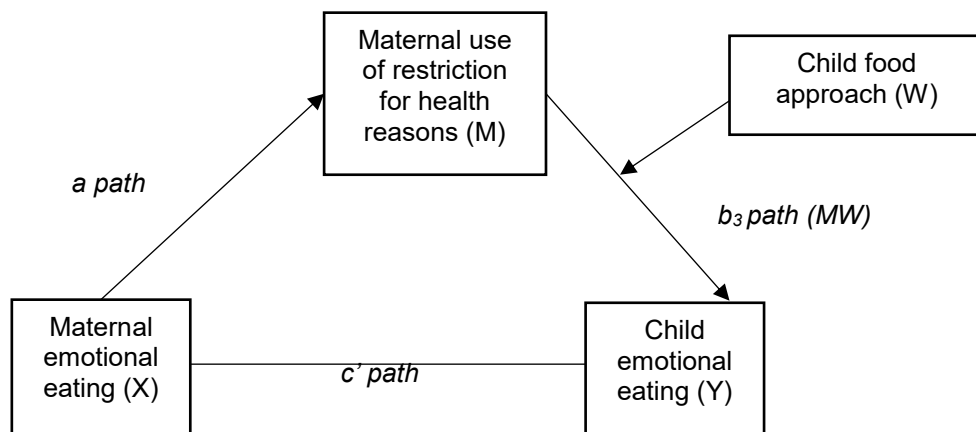 Maternal use
of restriction
for health
reasons (M)
Child food
approach (W)
a path
b₃ path (MW)
Maternal
emotional
eating (X)
c’ path
Child
emotional
eating (Y)